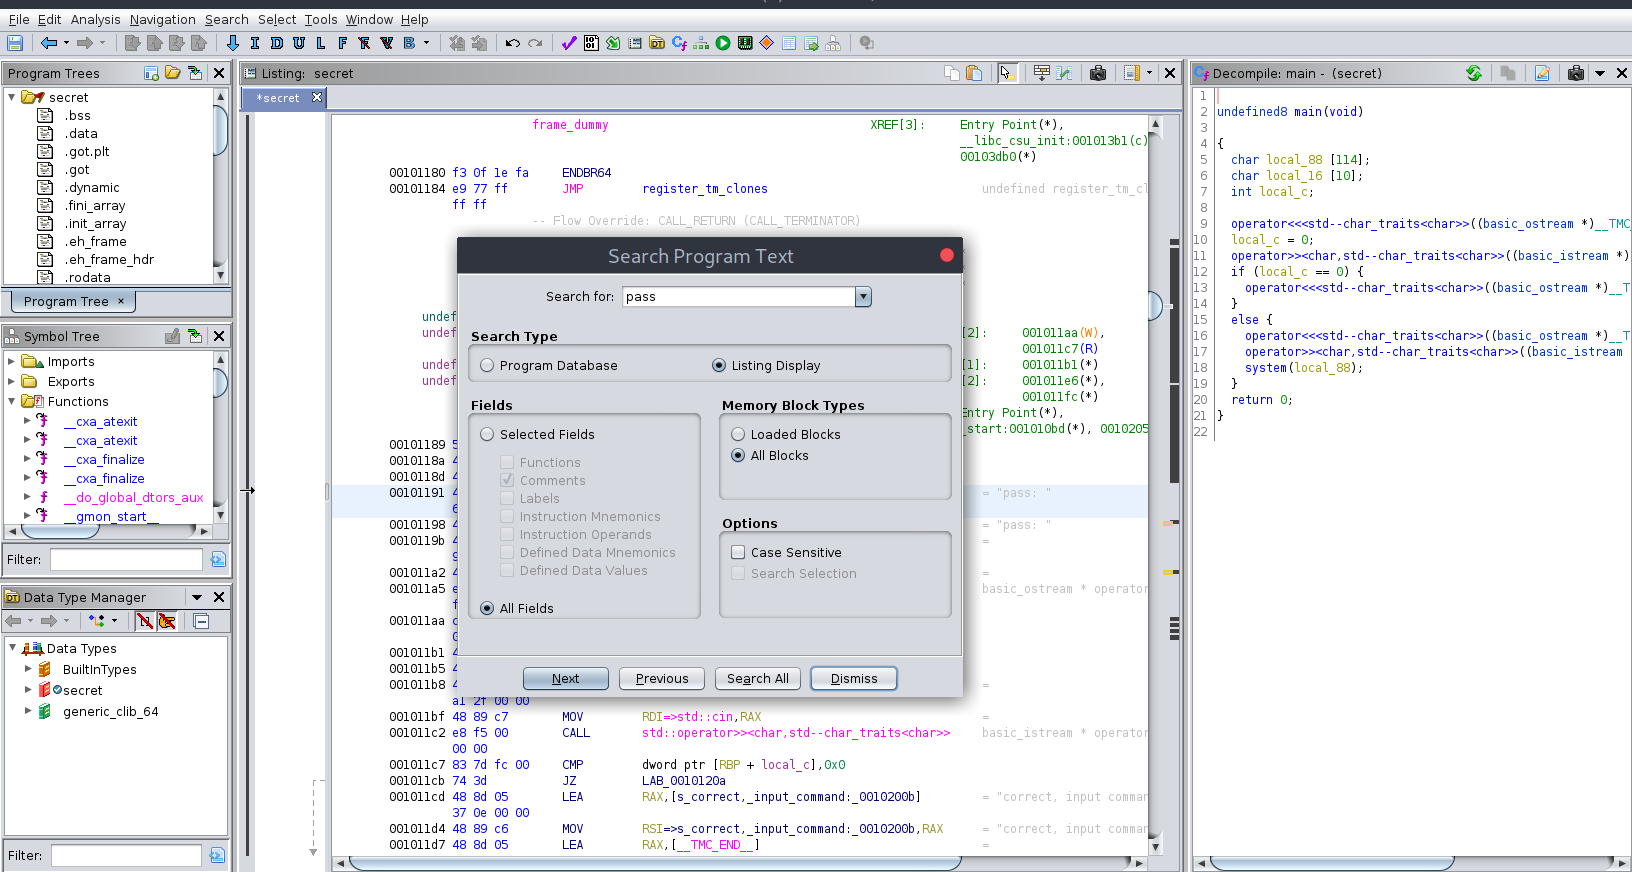 File Edit Analysis Navigation Search Select Tools Window Help
I D U L F B
Program Trees
secret
.bss
.data
.got.plt
.got
.dynamic
.fini_array
.init_array
.eh_frame
.eh_frame_hdr
.rodata
Program Tree ×
Symbol Tree
Imports
Exports
Functions
__cxa_atexit
__cxa_atexit
__cxa_finalize
__cxa_finalize
__do_global_dtors_aux
__gmon_start__
Filter:
Data Type Manager
Data Types
BuiltInTypes
secret
generic_clib_64
Filter:
Listing: secret
*secret
frame_dummy XREF[3]: Entry Point(*),
__libc_csu_init:001013b1(c)
00103db0(*)
00101180 f3 0f 1e fa ENDBR64
00101184 e9 77 ff JMP register_tm_clones undefined register_tm_cl
ff ff
-- Flow Override: CALL_RETURN (CALL_TERMINATOR)
undef
undef [2]: 001011aa(W),
001011c7(R)
undef [1]: 001011b1(*)
undef [2]: 001011e6(*),
001011fc(*)
Entry Point(*),
_start:001010bd(*), 0010205
00101189 5
0010118a 4
0010118d 4
00101191 4 = "pass: "
6
00101198 4 = "pass: "
0010119b 4 =
9
001011a2 4 =
001011a5 e basic_ostream * operator
f
001011aa c
0
001011b1 4
001011b5 4
001011b8 4 =
a1 2f 00 00
001011bf 48 89 c7 MOV RDI=>std::cin,RAX =
001011c2 e8 f5 00 CALL std::operator>><char,std--char_traits<char>> basic_istream * operator
00 00
001011c7 83 7d fc 00 CMP dword ptr [RBP + local_c],0x0
001011cb 74 3d JZ LAB_0010120a
001011cd 48 8d 05 LEA RAX,[s_correct,_input_command:_0010200b] = "correct, input comman
37 0e 00 00
001011d4 48 89 c6 MOV RSI=>s_correct,_input_command:_0010200b,RAX = "correct, input comman
001011d7 48 8d 05 LEA RAX,[__TMC_END__] =
Search Program Text
Search for: pass
Search Type
Program Database Listing Display
Fields
Selected Fields
Functions
Comments
Labels
Instruction Mnemonics
Instruction Operands
Defined Data Mnemonics
Defined Data Values
All Fields
Memory Block Types
Loaded Blocks
All Blocks
Options
Case Sensitive
Search Selection
Next Previous Search All Dismiss
Decompile: main - (secret)
1
2 undefined8 main(void)
3
4 {
5 char local_88 [114];
6 char local_16 [10];
7 int local_c;
8
9 operator<<<std--char_traits<char>>((basic_ostream *)__TMC
10 local_c = 0;
11 operator>><char,std--char_traits<char>>((basic_istream *)
12 if (local_c == 0) {
13 operator<<<std--char_traits<char>>((basic_ostream *)__T
14 }
15 else {
16 operator<<<std--char_traits<char>>((basic_ostream *)__T
17 operator>><char,std--char_traits<char>>((basic_istream
18 system(local_88);
19 }
20 return 0;
21 }
22